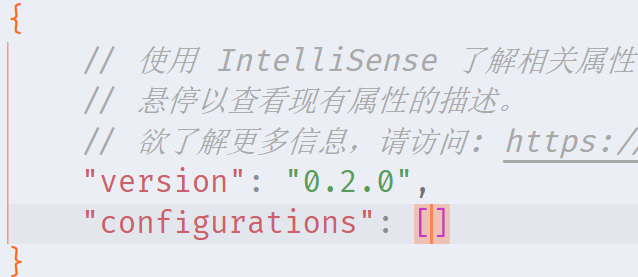 {
// 使用 IntelliSense 了解相关属性
// 悬停以查看现有属性的描述。
// 欲了解更多信息，请访问: https:/
"version": "0.2.0",
"configurations": []
}